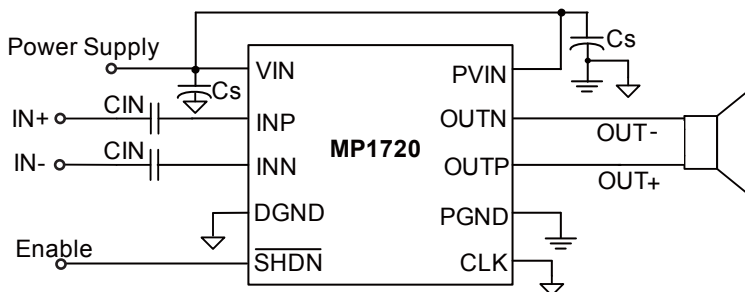 Power Supply
Cs
Cs
VIN
PVIN
IN+
CIN
INP
OUTN
OUT-
MP1720
IN-
CIN
INN
OUTP
OUT+
DGND
PGND
Enable
SHDN
CLK